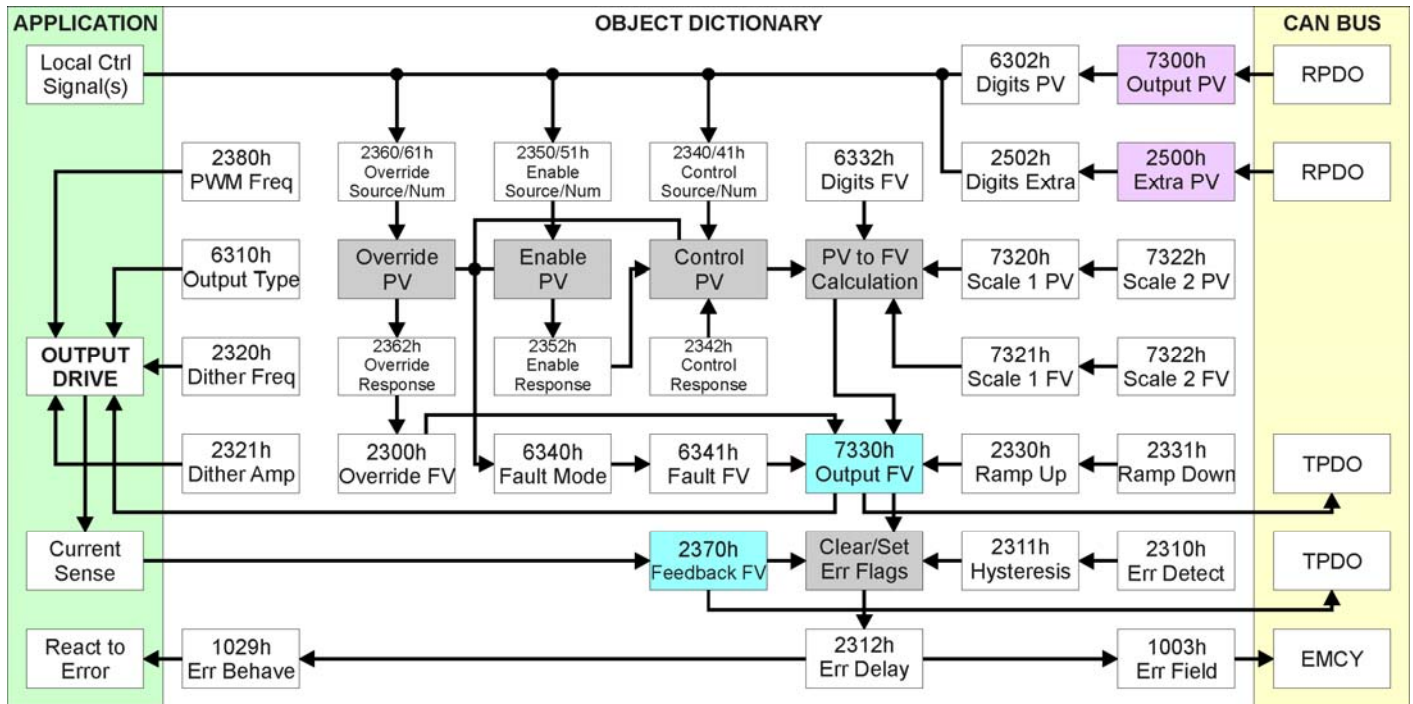 APPLICATION
OBJECT DICTIONARY
CAN BUS
Local Ctrl
Signal(s)
6302h
Digits PV
7300h
Output PV
RPDO
2380h
PWM Freq
2360/61h
Override
Source/Num
2350/51h
Enable
Source/Num
2340/41h
Control
Source/Num
6332h
Digits FV
2502h
Digits Extra
2500h
Extra PV
RPDO
6310h
Output Type
Override
PV
Enable
PV
Control
PV
PV to FV
Calculation
7320h
Scale 1 PV
7322h
Scale 2 PV
OUTPUT
DRIVE
2320h
Dither Freq
2362h
Override
Response
2352h
Enable
Response
2342h
Control
Response
7321h
Scale 1 FV
7322h
Scale 2 FV
2321h
Dither Amp
2300h
Override FV
6340h
Fault Mode
6341h
Fault FV
7330h
Output FV
2330h
Ramp Up
2331h
Ramp Down
TPDO
Current
Sense
2370h
Feedback FV
Clear/Set
Err Flags
2311h
Hysteresis
2310h
Err Detect
TPDO
React to
Error
1029h
Err Behave
2312h
Err Delay
1003h
Err Field
EMCY